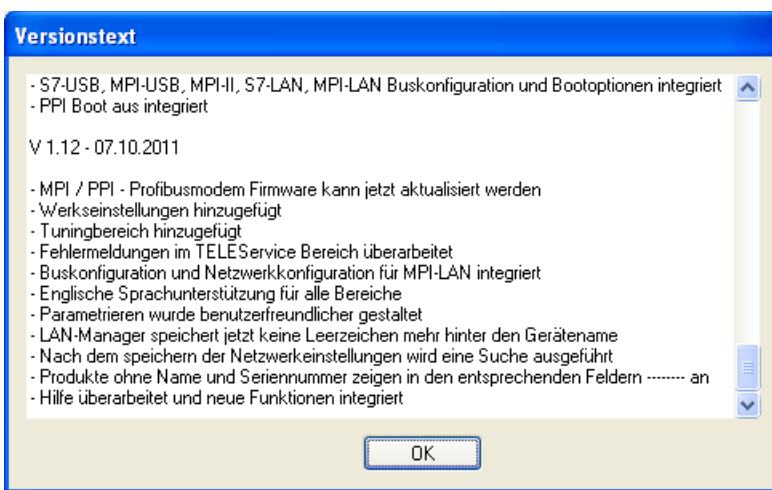 Versionstext
- S7-USB, MPI-USB, MPI-II, S7-LAN, MPI-LAN Buskonfiguration und Bootoptionen integriert
- PPI Boot aus integriert
V 1.12 - 07.10.2011
- MPI / PPI - Profibusmodem Firmware kann jetzt aktualisiert werden
- Werkseinstellungen hinzugefügt
- Tuningbereich hinzugefügt
- Fehlermeldungen im TELEService Bereich überarbeitet
- Buskonfiguration und Netzwerkkonfiguration für MPI-LAN integriert
- Englische Sprachunterstützung für alle Bereiche
- Parametrieren wurde benutzerfreundlicher gestaltet
- LAN-Manager speichert jetzt keine Leerzeichen mehr hinter den Gerätename
- Nach dem speichern der Netzwerkeinstellungen wird eine Suche ausgeführt
- Produkte ohne Name und Seriennummer zeigen in den entsprechenden Feldern -------- an
- Hilfe überarbeitet und neue Funktionen integriert
OK